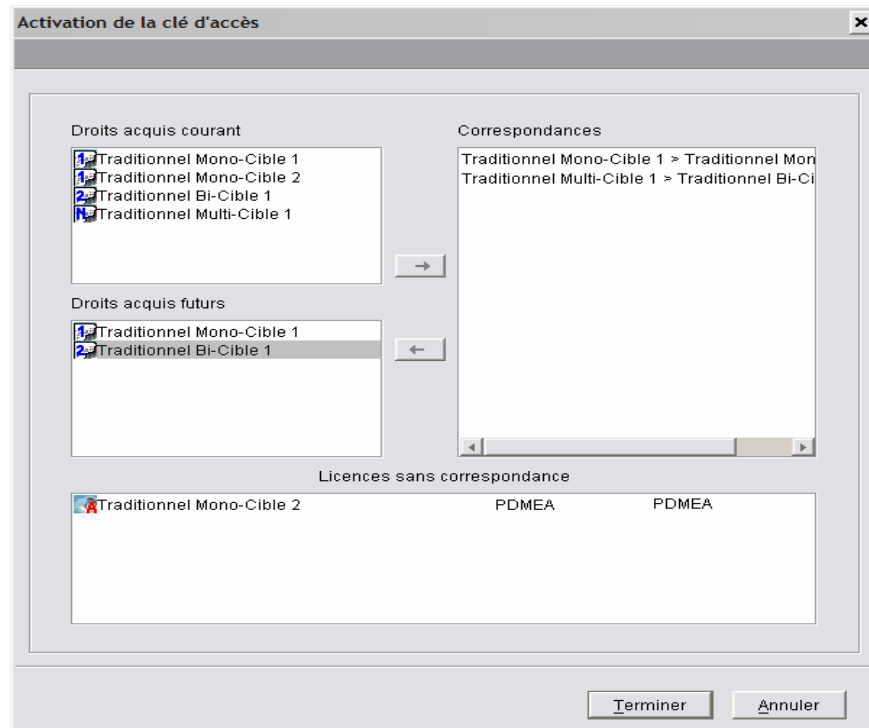 Activation de la clé d'accès
Droits acquis courant
Traditionnel Mono-Cible 1
Traditionnel Mono-Cible 2
Traditionnel Bi-Cible 1
Traditionnel Multi-Cible 1
Correspondances
Traditionnel Mono-Cible 1 > Traditionnel Mon
Traditionnel Multi-Cible 1 > Traditionnel Bi-Ci
Droits acquis futurs
Traditionnel Mono-Cible 1
Traditionnel Bi-Cible 1
Licences sans correspondance
Traditionnel Mono-Cible 2 PDMEA PDMEA
Terminer Annuler